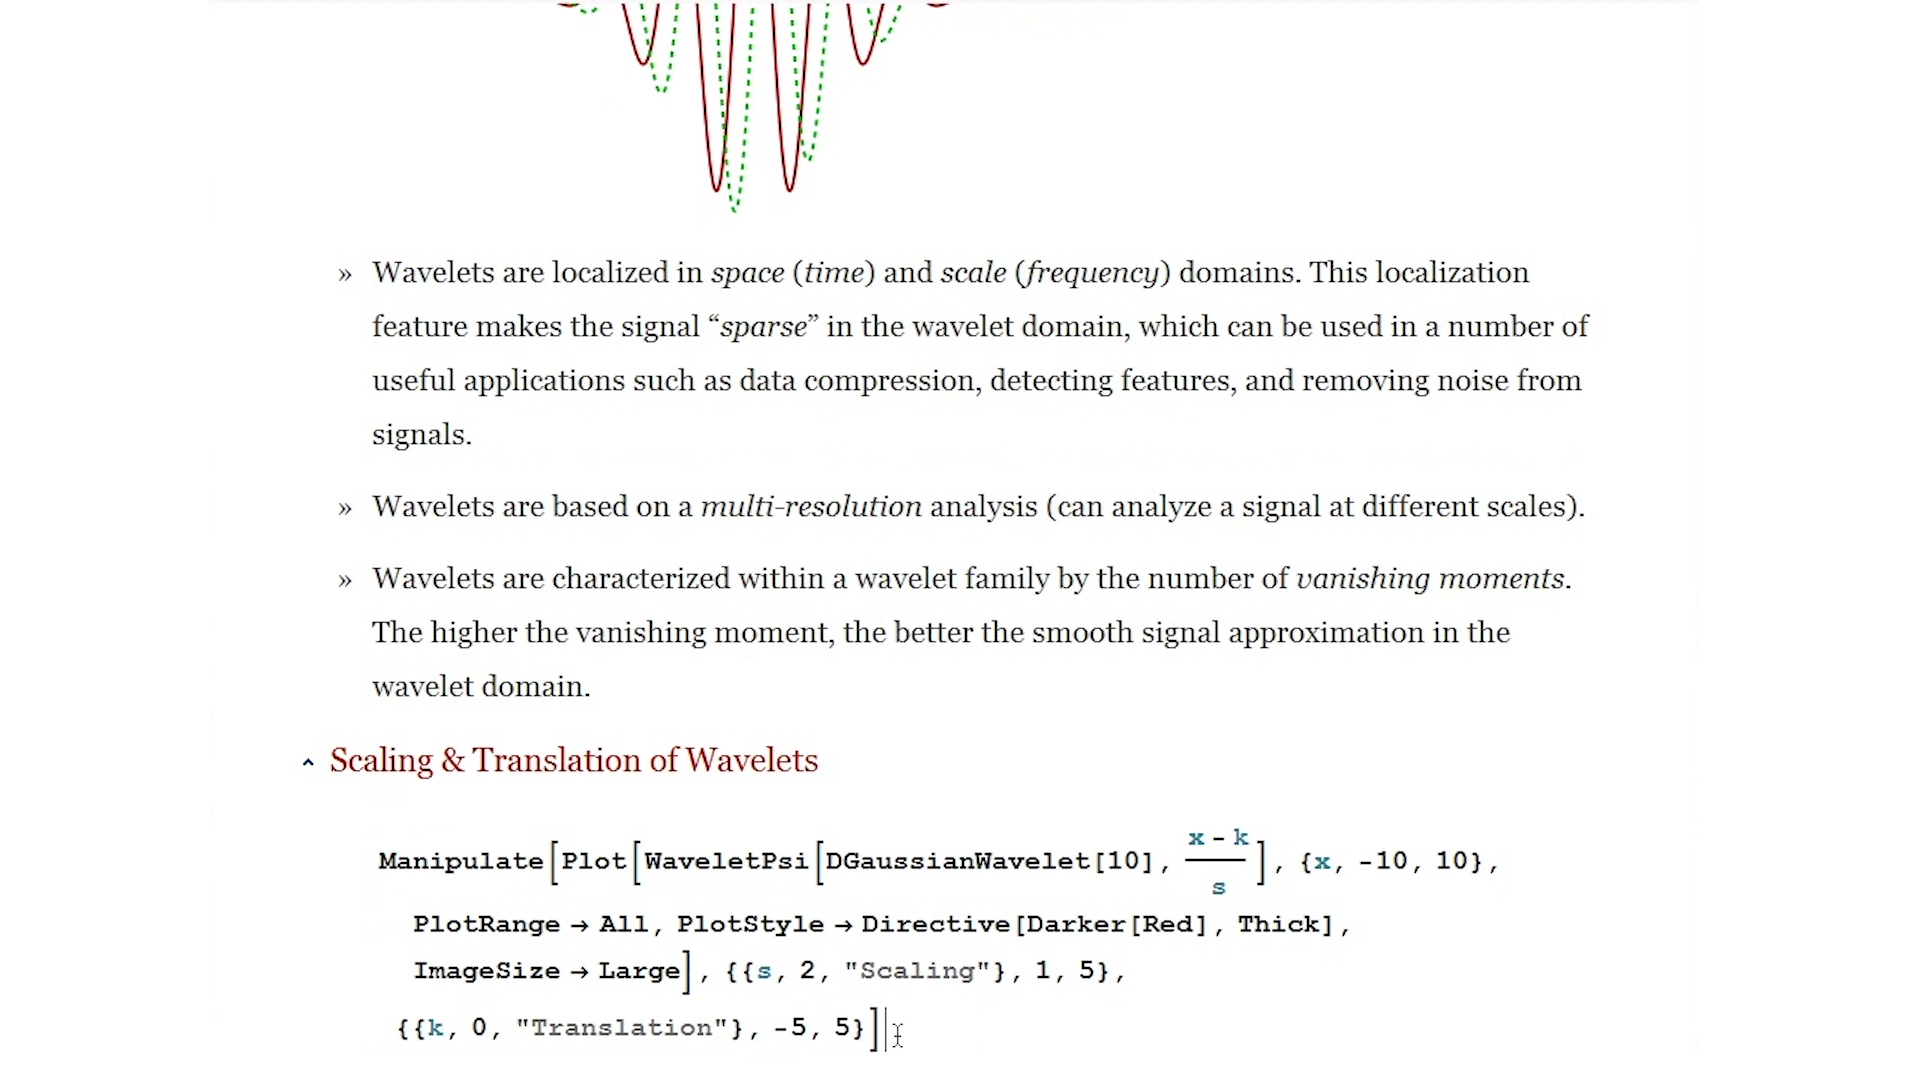 » Wavelets are localized in space (time) and scale (frequency) domains. This localization
feature makes the signal “sparse” in the wavelet domain, which can be used in a number of
useful applications such as data compression, detecting features, and removing noise from
signals.
» Wavelets are based on a multi-resolution analysis (can analyze a signal at different scales).
» Wavelets are characterized within a wavelet family by the number of vanishing moments.
The higher the vanishing moment, the better the smooth signal approximation in the
wavelet domain.
Scaling & Translation of Wavelets
Manipulate[Plot[WaveletPsi[DGaussianWavelet[10], (x - k)/s], {x, -10, 10},
PlotRange → All, PlotStyle → Directive[Darker[Red], Thick],
ImageSize → Large], {{s, 2, "Scaling"}, 1, 5},
{{k, 0, "Translation"}, -5, 5}]